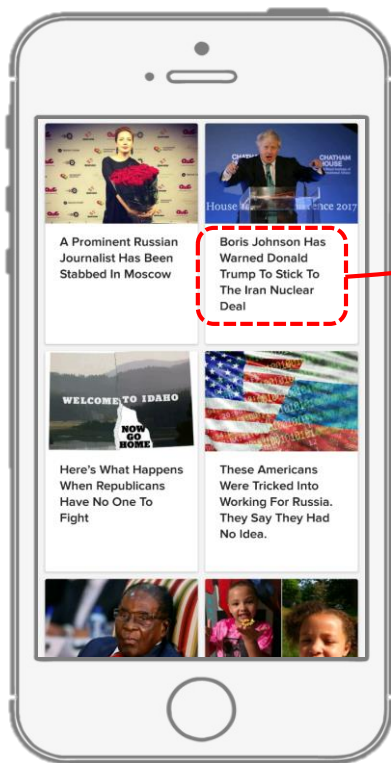 CHATHAM
HOUSE
CHATHAM
HOUSE
House
ence 2017
A Prominent Russian
Journalist Has Been
Stabbed In Moscow
Boris Johnson Has
Warned Donald
Trump To Stick To
The Iran Nuclear
Deal
WELCOME TO IDAHO
NOW
GO
HOME
Here's What Happens
When Republicans
Have No One To
Fight
These Americans
Were Tricked Into
Working For Russia.
They Say They Had
No Idea.